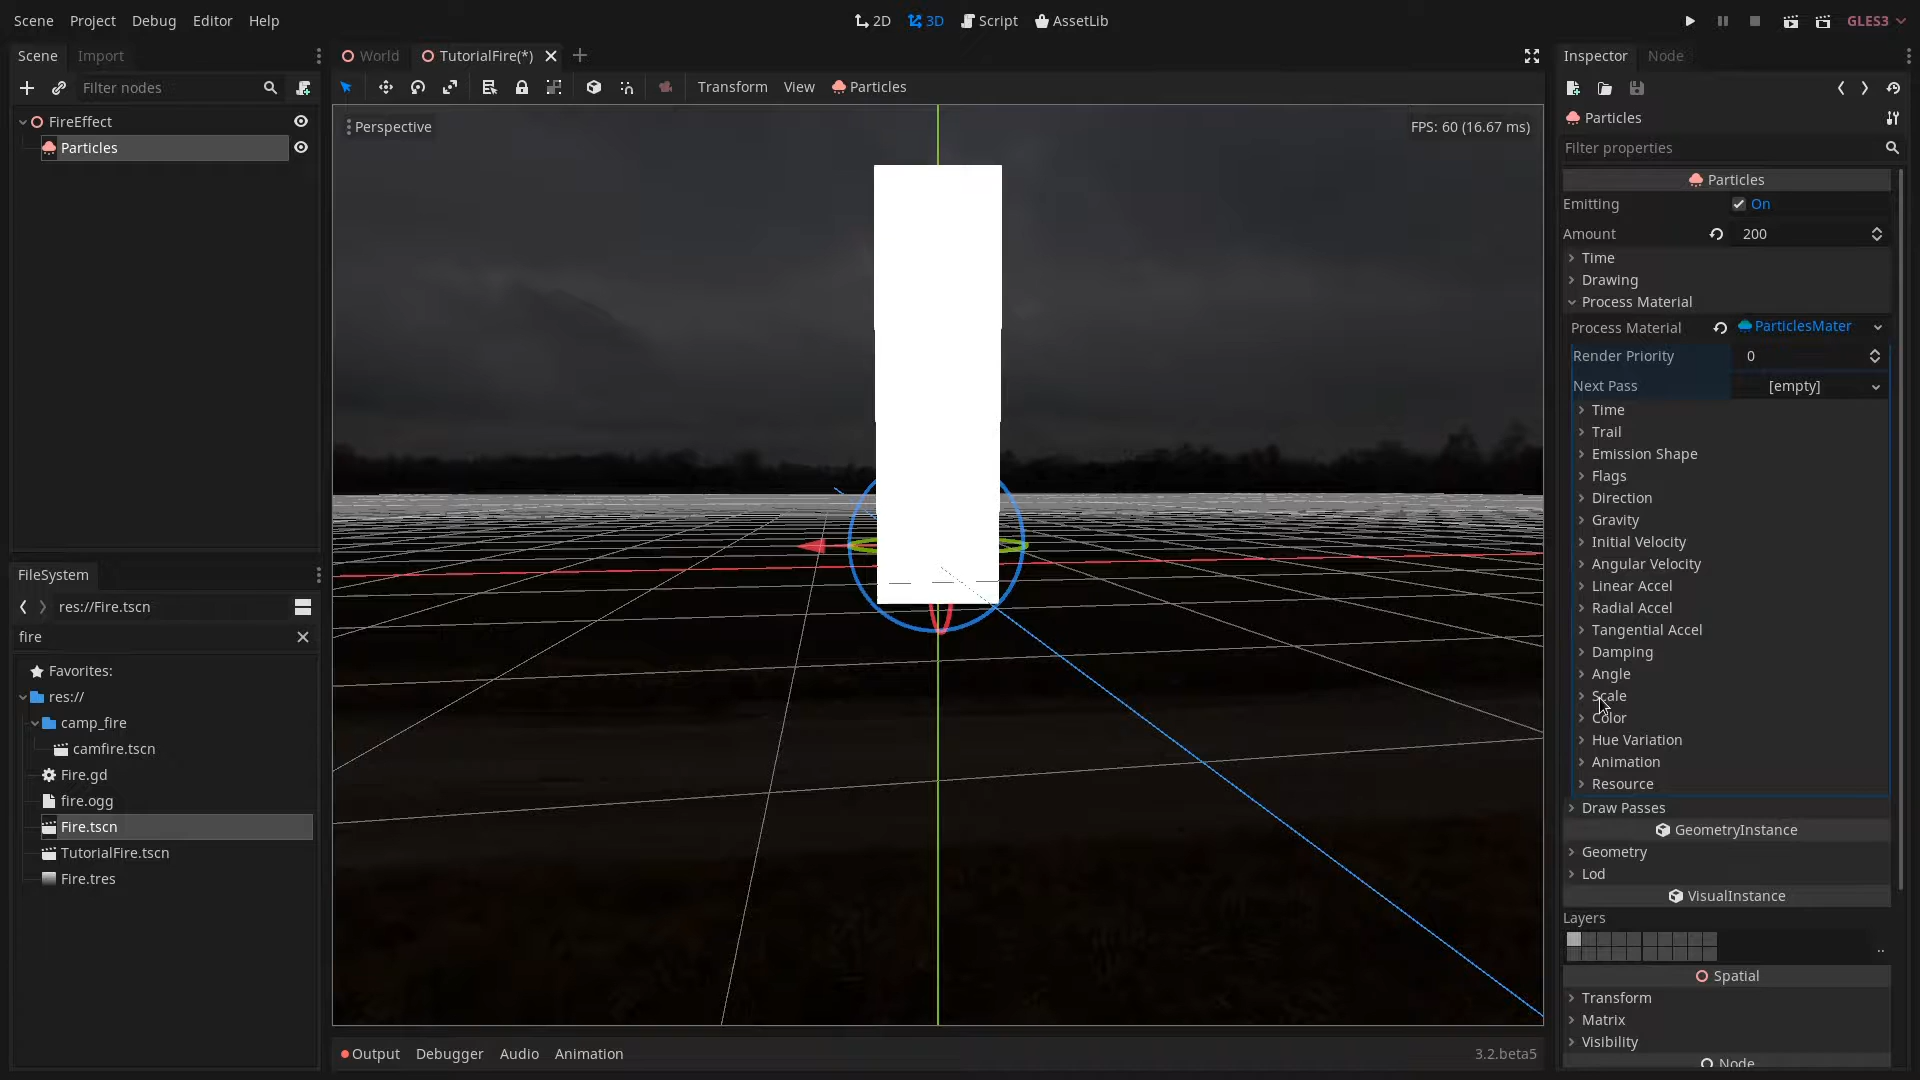 Scene Project Debug Editor Help
2D 3D Script AssetLib
GLES3
Scene Import
Filter nodes
FireEffect
Particles
FileSystem
res://Fire.tscn
fire
Favorites:
res://
camp_fire
camfire.tscn
Fire.gd
fire.ogg
Fire.tscn
TutorialFire.tscn
Fire.tres
World TutorialFire(*)
Transform View Particles
Perspective
FPS: 60 (16.67 ms)
Output Debugger Audio Animation
3.2.beta5
Inspector Node
Particles
Filter properties
Particles
Emitting On
Amount 200
Time
Drawing
Process Material
Process Material ParticlesMater
Render Priority 0
Next Pass [empty]
Time
Trail
Emission Shape
Flags
Direction
Gravity
Initial Velocity
Angular Velocity
Linear Accel
Radial Accel
Tangential Accel
Damping
Angle
Scale
Color
Hue Variation
Animation
Resource
Draw Passes
GeometryInstance
Geometry
Lod
VisualInstance
Layers
..
Spatial
Transform
Matrix
Visibility
Node